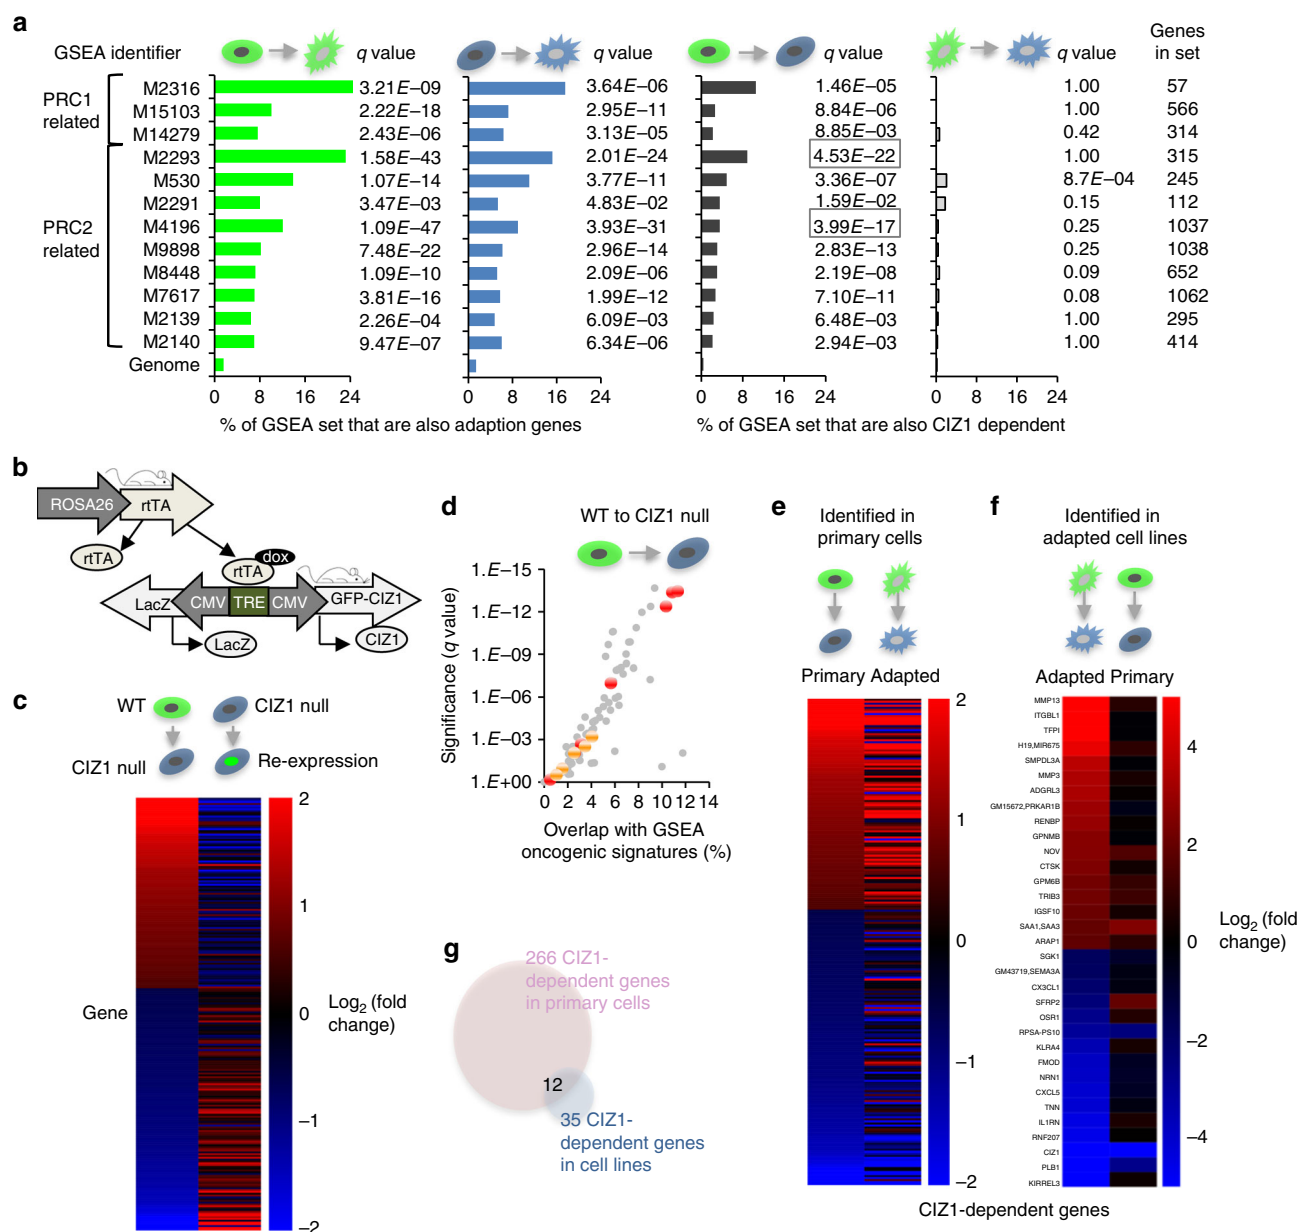 a
GSEA identifier
q value
q value
q value
q value
Genes
in set
PRC1
related
M2316 3.21E–09 3.64E–06 1.46E–05 1.00 57
M15103 2.22E–18 2.95E–11 8.84E–06 1.00 566
M14279 2.43E–06 3.13E–05 8.85E–03 0.42 314
PRC2
related
M2293 1.58E–43 2.01E–24 4.53E–22 1.00 315
M530 1.07E–14 3.77E–11 3.36E–07 8.7E–04 245
M2291 3.47E–03 4.83E–02 1.59E–02 0.15 112
M4196 1.09E–47 3.93E–31 3.99E–17 0.25 1037
M9898 7.48E–22 2.96E–14 2.83E–13 0.25 1038
M8448 1.09E–10 2.09E–06 2.19E–08 0.09 652
M7617 3.81E–16 1.99E–12 7.10E–11 0.08 1062
M2139 2.26E–04 6.09E–03 6.48E–03 1.00 295
M2140 9.47E–07 6.34E–06 2.94E–03 1.00 414
Genome
0 8 16 24
0 8 16 24
0 8 16 24
0 8 16 24
% of GSEA set that are also adaption genes
% of GSEA set that are also CIZ1 dependent
b
ROSA26
rtTA
rtTA
rtTA
dox
LacZ
CMV
TRE
CMV
GFP-CIZ1
LacZ
CIZ1
c
WT
CIZ1 null
CIZ1 null
Re-expression
Gene
2
1
0
–1
–2
Log2 (fold
change)
d
WT to CIZ1 null
Significance (q value)
1.E–15
1.E–12
1.E–09
1.E–06
1.E–03
1.E+00
0 2 4 6 8 10 12 14
Overlap with GSEA
oncogenic signatures (%)
e
Identified in
primary cells
Primary Adapted
2
1
0
–1
–2
f
Identified in
adapted cell lines
Adapted Primary
MMP13
ITGBL1
TFPI
H19,MIR675
SMPDL3A
MMP3
ADGRL3
GM15672,PRKAR1B
RENBP
GPNMB
NOV
CTSK
GPM6B
TRIB3
IGSF10
SAA1,SAA3
ARAP1
SGK1
GM43719,SEMA3A
CX3CL1
SFRP2
OSR1
RPSA-PS10
KLRA4
FMOD
NRN1
CXCL5
TNN
IL1RN
RNF207
CIZ1
PLB1
KIRREL3
4
2
0
–2
–4
Log2 (fold
change)
CIZ1-dependent genes
g
266 CIZ1-
dependent genes
in primary cells
12
35 CIZ1-
dependent genes
in cell lines